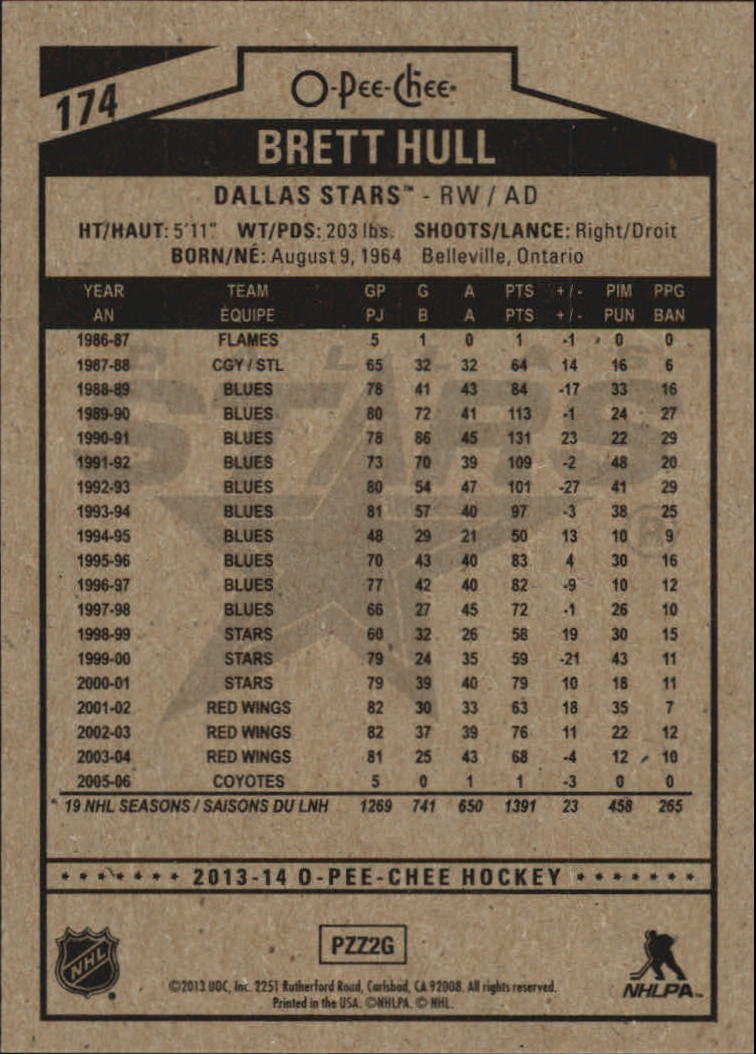 174
O-Pee-Chee
BRETT HULL
DALLAS STARS™ - RW / AD
HT/HAUT: 5'11" WT/PDS: 203 lbs. SHOOTS/LANCE: Right/Droit
BORN/NÉ: August 9, 1964 Belleville, Ontario
YEAR TEAM GP G A PTS +/- PIM PPG
AN ÉQUIPE PJ B A PTS +/- PUN BAN
1986-87 FLAMES 5 1 0 1 -1 0 0
1987-88 CGY / STL 65 32 32 64 14 16 6
1988-89 BLUES 78 41 43 84 -17 33 16
1989-90 BLUES 80 72 41 113 -1 24 27
1990-91 BLUES 78 86 45 131 23 22 29
1991-92 BLUES 73 70 39 109 -2 48 20
1992-93 BLUES 80 54 47 101 -27 41 29
1993-94 BLUES 81 57 40 97 -3 38 25
1994-95 BLUES 48 29 21 50 13 10 9
1995-96 BLUES 70 43 40 83 4 30 16
1996-97 BLUES 77 42 40 82 -9 10 12
1997-98 BLUES 66 27 45 72 -1 26 10
1998-99 STARS 60 32 26 58 19 30 15
1999-00 STARS 79 24 35 59 -21 43 11
2000-01 STARS 79 39 40 79 10 18 11
2001-02 RED WINGS 82 30 33 63 18 35 7
2002-03 RED WINGS 82 37 39 76 11 22 12
2003-04 RED WINGS 81 25 43 68 -4 12 10
2005-06 COYOTES 5 0 1 1 -3 0 0
* 19 NHL SEASONS / SAISONS DU LNH 1269 741 650 1391 23 458 265
DALLAS
STARS
®
2013-14 O-PEE-CHEE HOCKEY
PZZ2G
NHL
NHLPA™
©2013 UDC, Inc. 2251 Rutherford Road, Carlsbad, CA 92008. All rights reserved.
Printed in the USA. ©NHLPA. © NHL.